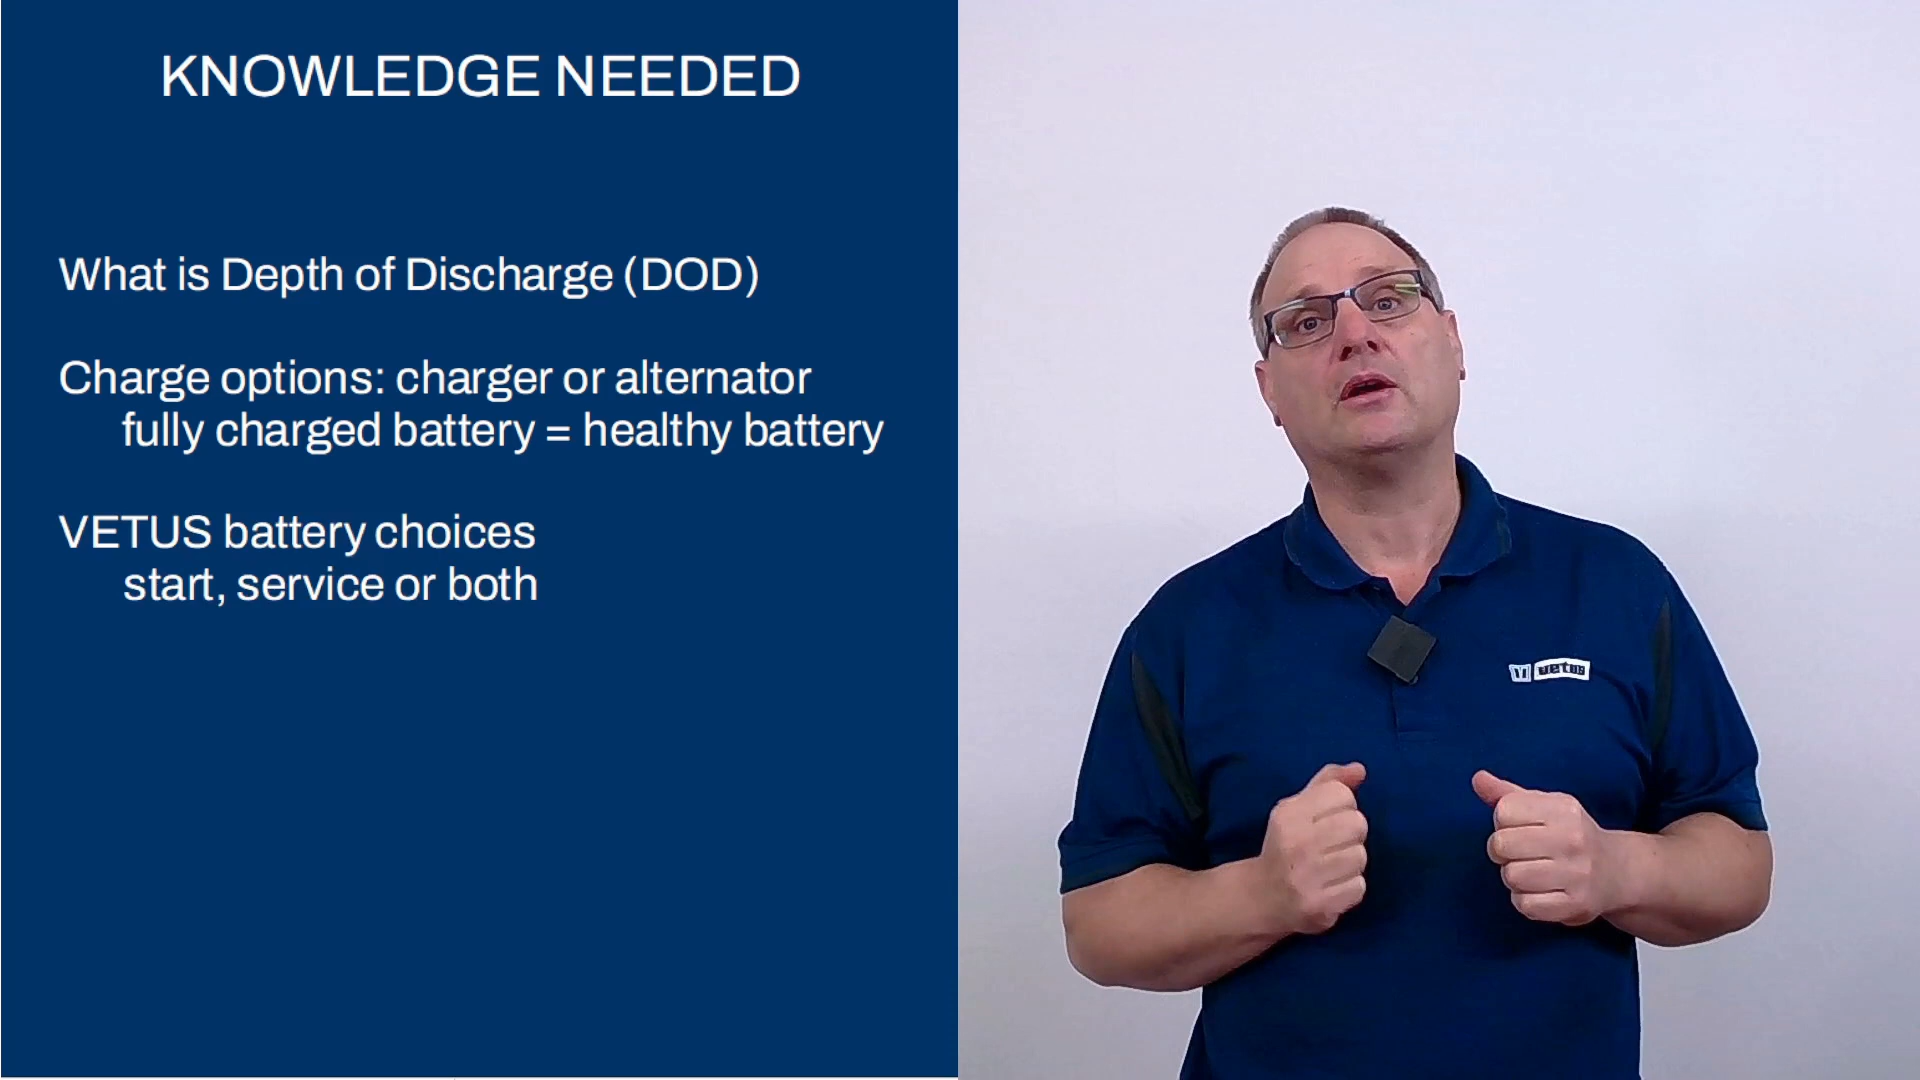 KNOWLEDGE NEEDED
What is Depth of Discharge (DOD)
Charge options: charger or alternator
fully charged battery = healthy battery
VETUS battery choices
start, service or both
vetus